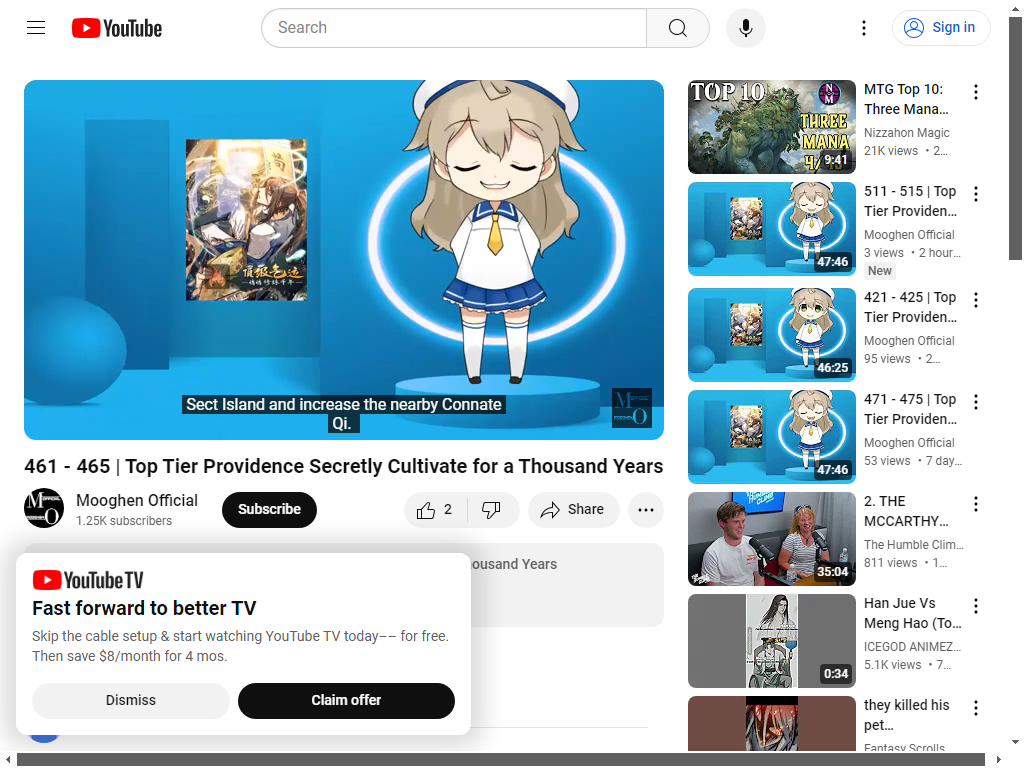 YouTube
Search
Sign in
Sect Island and increase the nearby Connate
Qi.
461 - 465 | Top Tier Providence Secretly Cultivate for a Thousand Years
Mooghen Official
1.25K subscribers
Subscribe
2
Share
ousand Years
YouTube TV
Fast forward to better TV
Skip the cable setup & start watching YouTube TV today–– for free.
Then save $8/month for 4 mos.
Dismiss
Claim offer
TOP 10
THREE
MANA
9:41
MTG Top 10:
Three Mana…
Nizzahon Magic
21K views • 2…
47:46
511 - 515 | Top
Tier Providen…
Mooghen Official
3 views • 2 hour…
New
46:25
421 - 425 | Top
Tier Providen…
Mooghen Official
95 views • 2…
47:46
471 - 475 | Top
Tier Providen…
Mooghen Official
53 views • 7 day…
35:04
2. THE
MCCARTHY…
The Humble Clim…
811 views • 1…
0:34
Han Jue Vs
Meng Hao (To…
ICEGOD ANIMEZ…
5.1K views • 7…
they killed his
pet…
Fantasy Scrolls